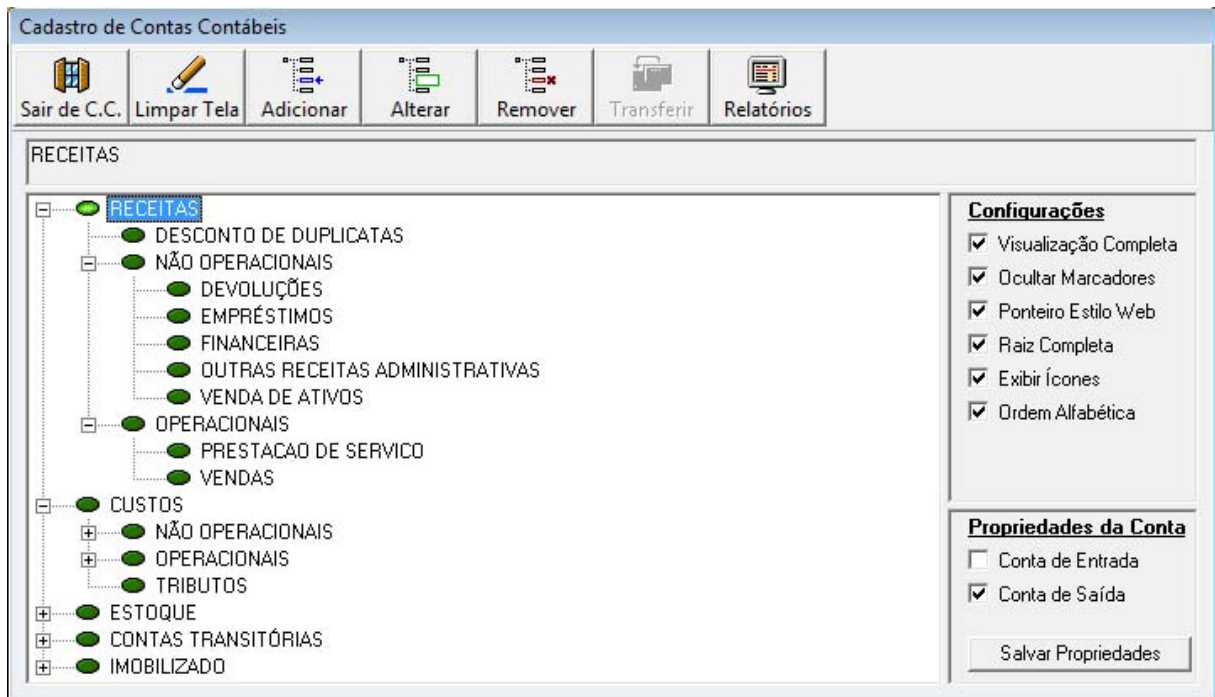 Cadastro de Contas Contábeis
Sair de C.C. Limpar Tela Adicionar Alterar Remover Transferir Relatórios
RECEITAS
RECEITAS
DESCONTO DE DUPLICATAS
NÃO OPERACIONAIS
DEVOLUÇÕES
EMPRÉSTIMOS
FINANCEIRAS
OUTRAS RECEITAS ADMINISTRATIVAS
VENDA DE ATIVOS
OPERACIONAIS
PRESTACAO DE SERVICO
VENDAS
CUSTOS
NÃO OPERACIONAIS
OPERACIONAIS
TRIBUTOS
ESTOQUE
CONTAS TRANSITÓRIAS
IMOBILIZADO
Configurações
Visualização Completa
Ocultar Marcadores
Ponteiro Estilo Web
Raiz Completa
Exibir Ícones
Ordem Alfabética
Propriedades da Conta
Conta de Entrada
Conta de Saída
Salvar Propriedades